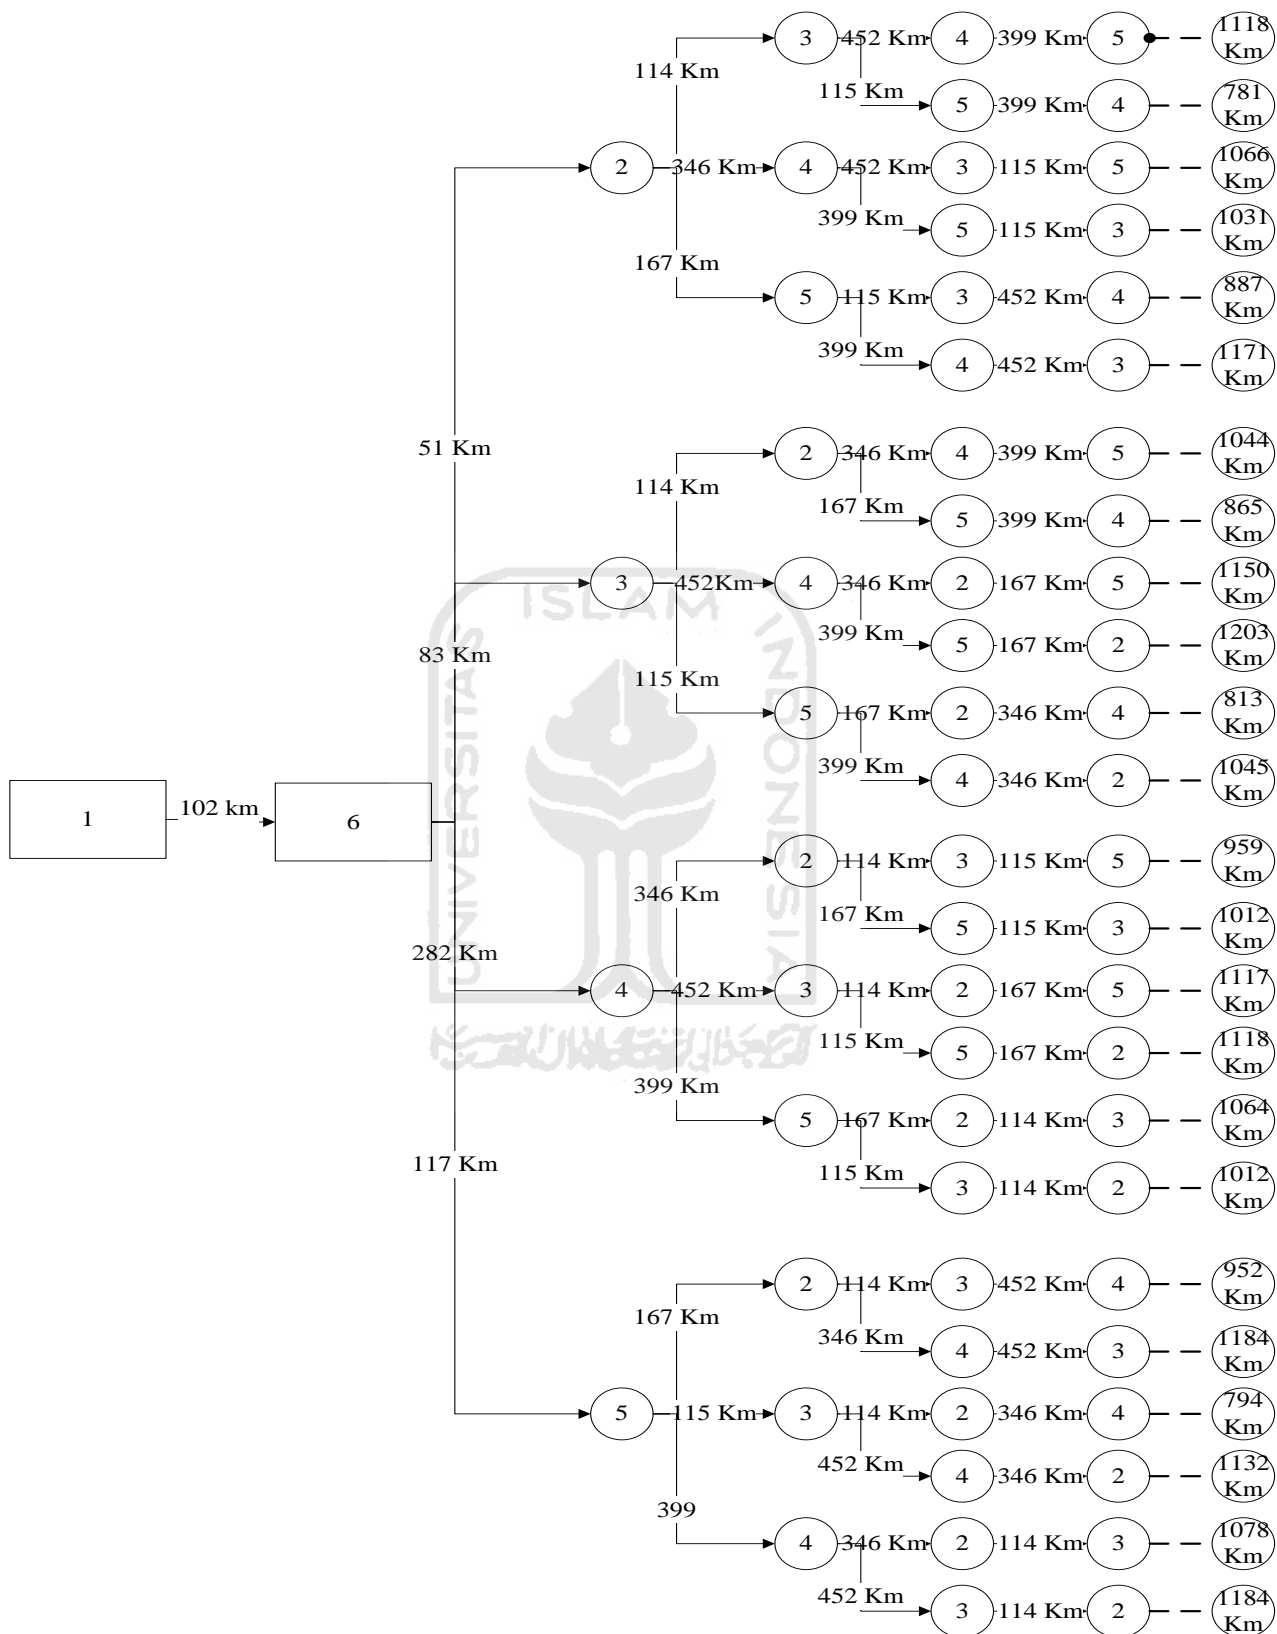 3 452 Km 4 399 Km 5 1118 Km
114 Km
115 Km 5 399 Km 4 781 Km
2 346 Km 4 452 Km 3 115 Km 5 1066 Km
399 Km 5 115 Km 3 1031 Km
167 Km
5 115 Km 3 452 Km 4 887 Km
399 Km 4 452 Km 3 1171 Km
51 Km
2 346 Km 4 399 Km 5 1044 Km
114 Km
167 Km 5 399 Km 4 865 Km
3 452Km 4 346 Km 2 167 Km 5 1150 Km
ISLAM
399 Km 5 167 Km 2 1203 Km
83 Km
115 Km
5 167 Km 2 346 Km 4 813 Km
399 Km 4 346 Km 2 1045 Km
UNIVERSITAS
INDONESIA
1 102 km 6
2 114 Km 3 115 Km 5 959 Km
346 Km
167 Km 5 115 Km 3 1012 Km
282 Km
4 452 Km 3 114 Km 2 167 Km 5 1117 Km
115 Km 5 167 Km 2 1118 Km
399 Km
5 167 Km 2 114 Km 3 1064 Km
117 Km
115 Km 3 114 Km 2 1012 Km
2 114 Km 3 452 Km 4 952 Km
167 Km
346 Km 4 452 Km 3 1184 Km
5 115 Km 3 114 Km 2 346 Km 4 794 Km
452 Km 4 346 Km 2 1132 Km
399
4 346 Km 2 114 Km 3 1078 Km
452 Km 3 114 Km 2 1184 Km